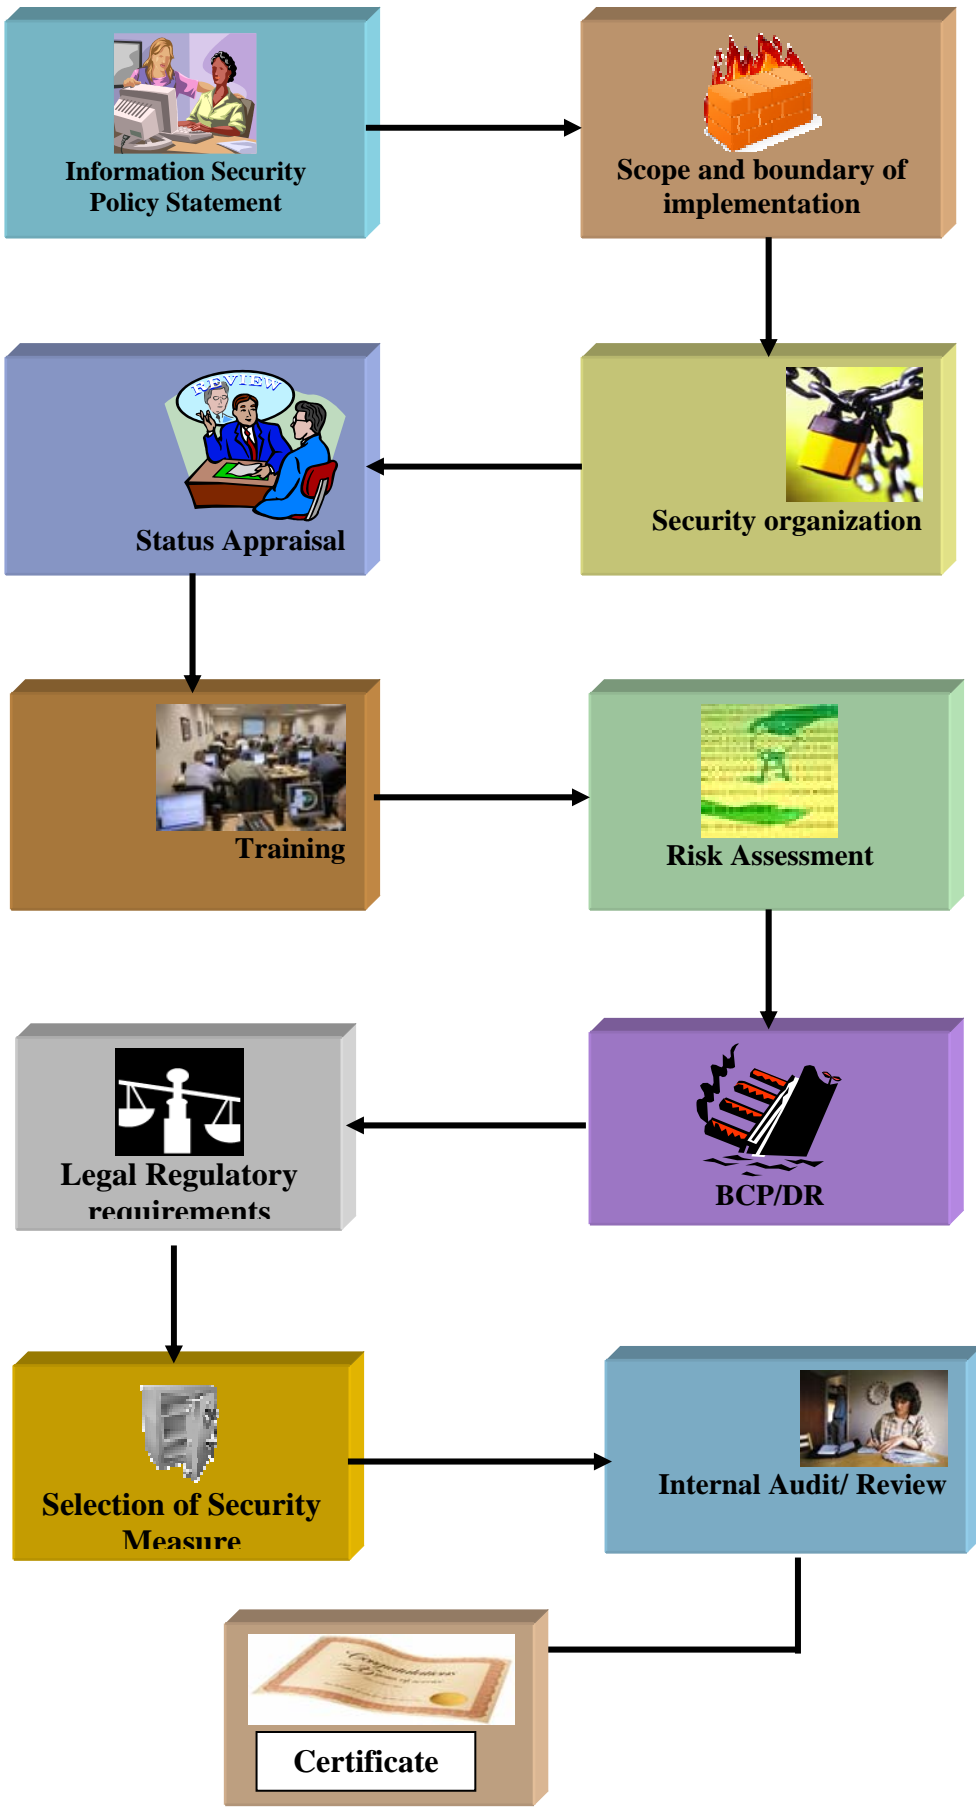 Information Security
Policy Statement
Scope and boundary of
implementation
REVIEW
Status Appraisal
Security organization
Training
Risk Assessment
Legal Regulatory
requirements
BCP/DR
Selection of Security
Measure
Internal Audit/ Review
Congratulations
Certificate